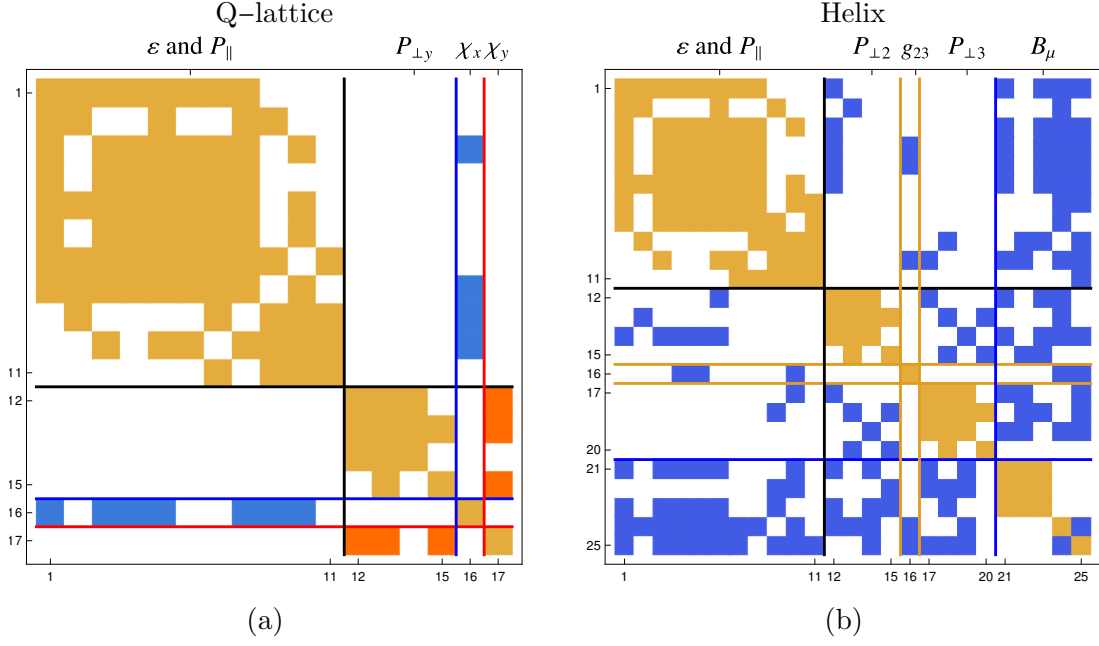 Q–lattice Helix
ε and P∥ P⊥y χx χy ε and P∥ P⊥2 g23 P⊥3 Bμ
1 1
11 11
12 12
15 15
16 16
17 17
20
21
25
1 11 12 15 16 17 1 11 12 15 16 17 20 21 25
(a) (b)